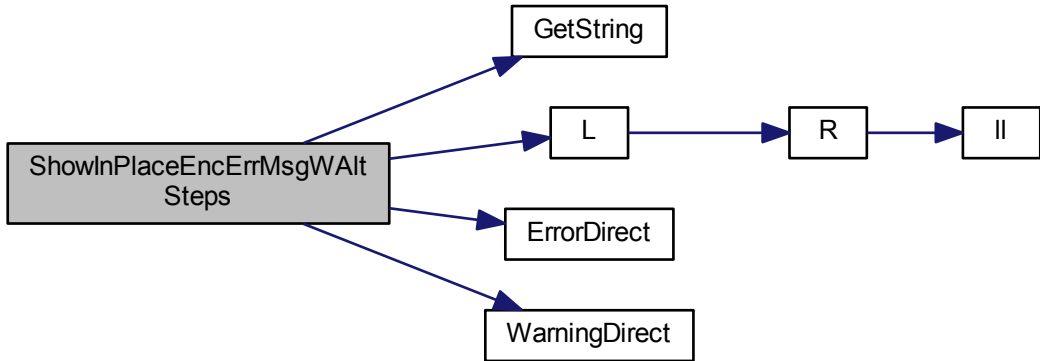 GetString
L
R
ll
ShowInPlaceEncErrMsgWAlt
Steps
ErrorDirect
WarningDirect